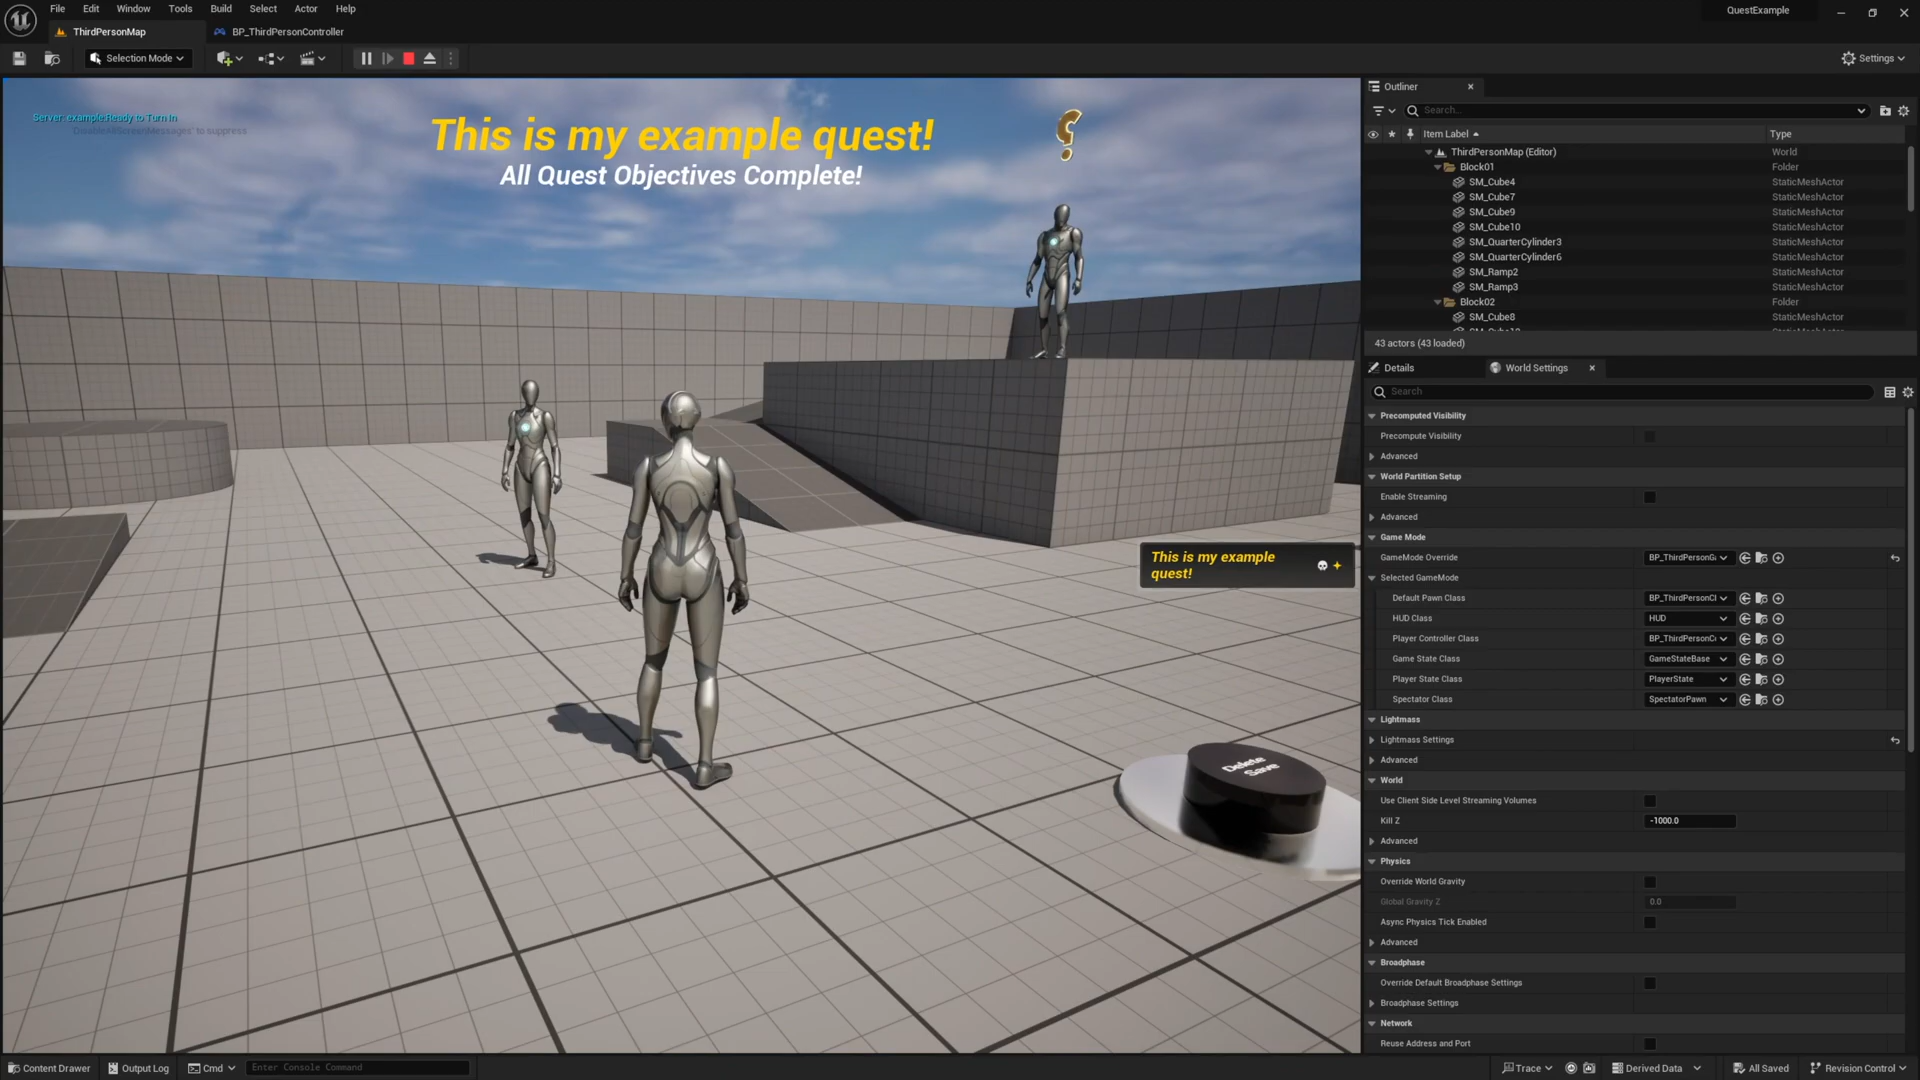 File Edit Window Tools Build Select Actor Help
QuestExample
ThirdPersonMap
BP_ThirdPersonController
Selection Mode
Settings
Server: example:Ready to Turn In
to suppress
This is my example quest!
All Quest Objectives Complete!
?
This is my example
quest!
Delete
Save
Outliner
Search...
Item Label
Type
ThirdPersonMap (Editor) World
Block01 Folder
SM_Cube4 StaticMeshActor
SM_Cube7 StaticMeshActor
SM_Cube9 StaticMeshActor
SM_Cube10 StaticMeshActor
SM_QuarterCylinder3 StaticMeshActor
SM_QuarterCylinder6 StaticMeshActor
SM_Ramp2 StaticMeshActor
SM_Ramp3 StaticMeshActor
Block02 Folder
SM_Cube8 StaticMeshActor
43 actors (43 loaded)
Details
World Settings
Search
Precomputed Visibility
Precompute Visibility
Advanced
World Partition Setup
Enable Streaming
Advanced
Game Mode
GameMode Override BP_ThirdPersonG
Selected GameMode
Default Pawn Class BP_ThirdPersonCl
HUD Class HUD
Player Controller Class BP_ThirdPersonC
Game State Class GameStateBase
Player State Class PlayerState
Spectator Class SpectatorPawn
Lightmass
Lightmass Settings
Advanced
World
Use Client Side Level Streaming Volumes
Kill Z -1000.0
Advanced
Physics
Override World Gravity
Global Gravity Z 0.0
Async Physics Tick Enabled
Advanced
Broadphase
Override Default Broadphase Settings
Broadphase Settings
Network
Reuse Address and Port
Content Drawer
Output Log
Cmd
Enter Console Command
Trace
Derived Data
All Saved
Revision Control